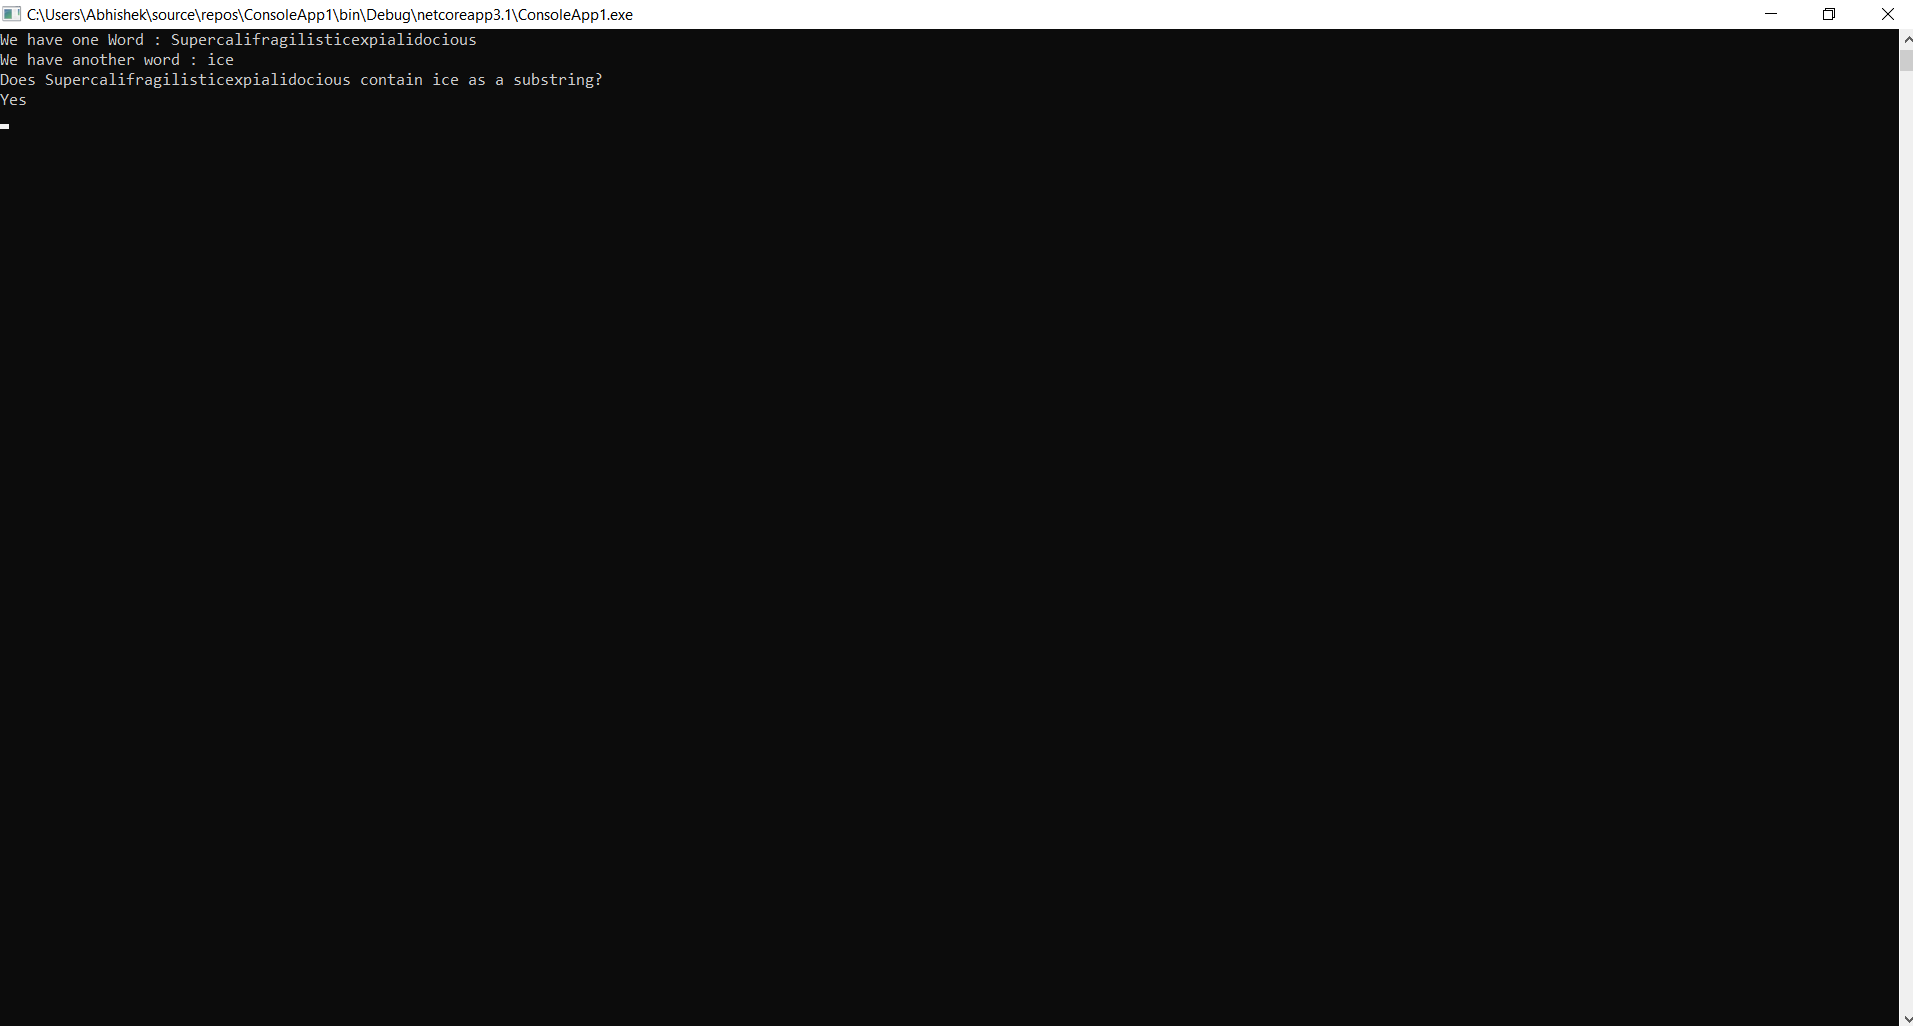 C:\Users\Abhishek\source\repos\ConsoleApp1\bin\Debug\netcoreapp3.1\ConsoleApp1.exe
We have one Word : Supercalifragilisticexpialidocious
We have another word : ice
Does Supercalifragilisticexpialidocious contain ice as a substring?
Yes